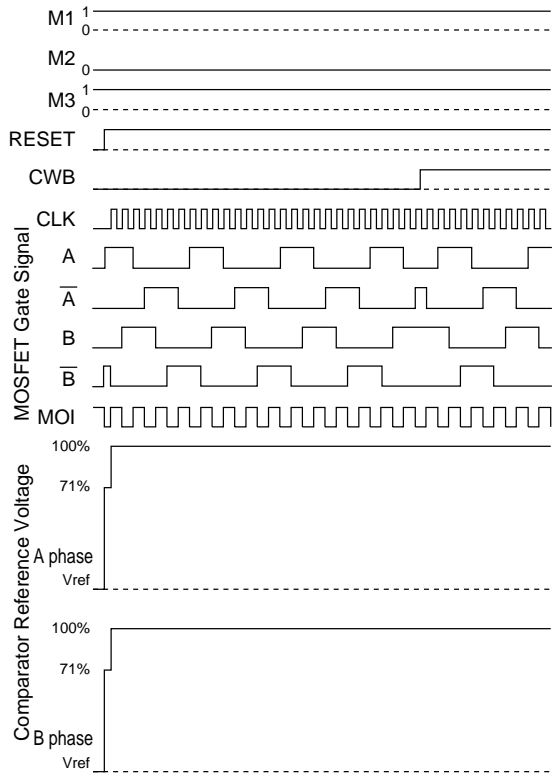 M1 1
0
M2
0
M3 1
0
RESET
CWB
CLK
MOSFET Gate Signal
A
A
B
B
MOI
Comparator Reference Voltage
100%
71%
A phase
Vref
100%
71%
B phase
Vref